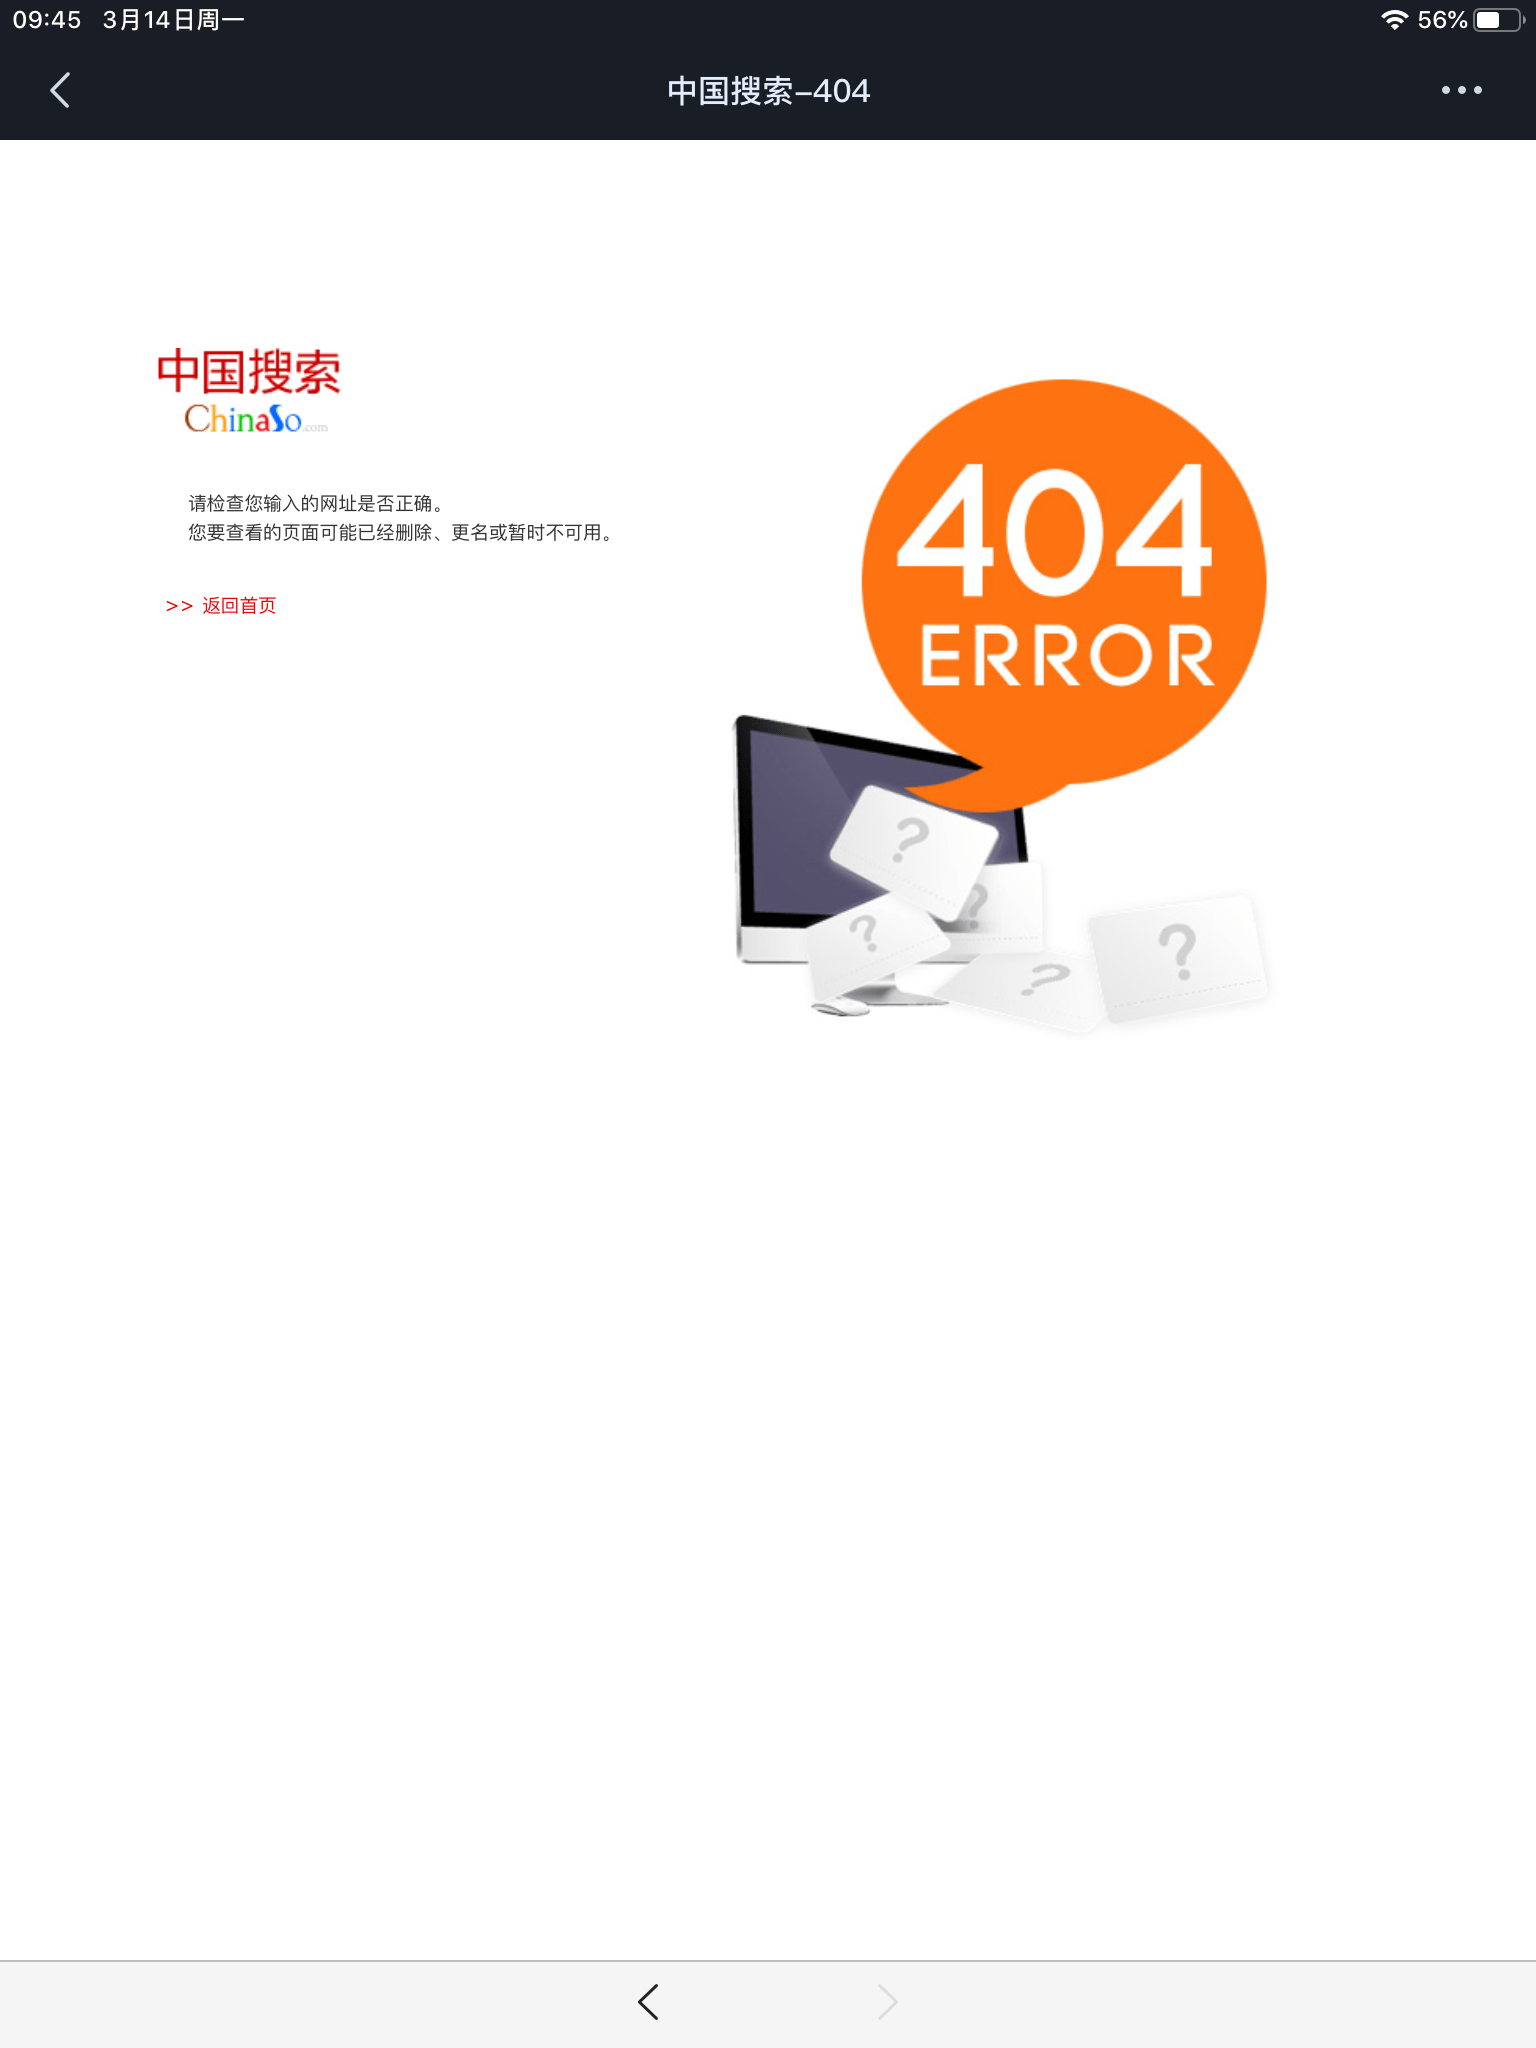 09:45 3月14日周一
56%
中国搜索-404
中国搜索
ChinaSo.com
请检查您输入的网址是否正确。
您要查看的页面可能已经删除、更名或暂时不可用。
>> 返回首页
404
ERROR
?
?
?
?
?